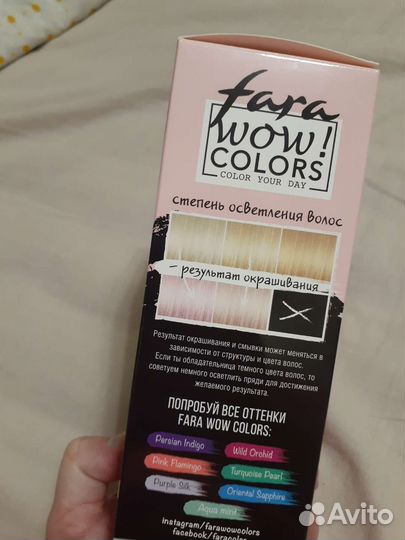 fara
WOW!
COLORS
COLOR YOUR DAY
степень осветления волос
- результат окрашивания
Результат окрашивания и смывки может меняться в
зависимости от структуры и цвета волос.
Если ты обладательница темного цвета волос, то
советуем немного осветлить пряди для достижения
желаемого результата.
ПОПРОБУЙ ВСЕ ОТТЕНКИ
FARA WOW COLORS:
Persian Indigo
Wild Orchid
Pink Flamingo
Turquoise Pearl
Purple Silk
Oriental Sapphire
Aqua mint
instagram/farawowcolors
facebook/faracolor
Avito